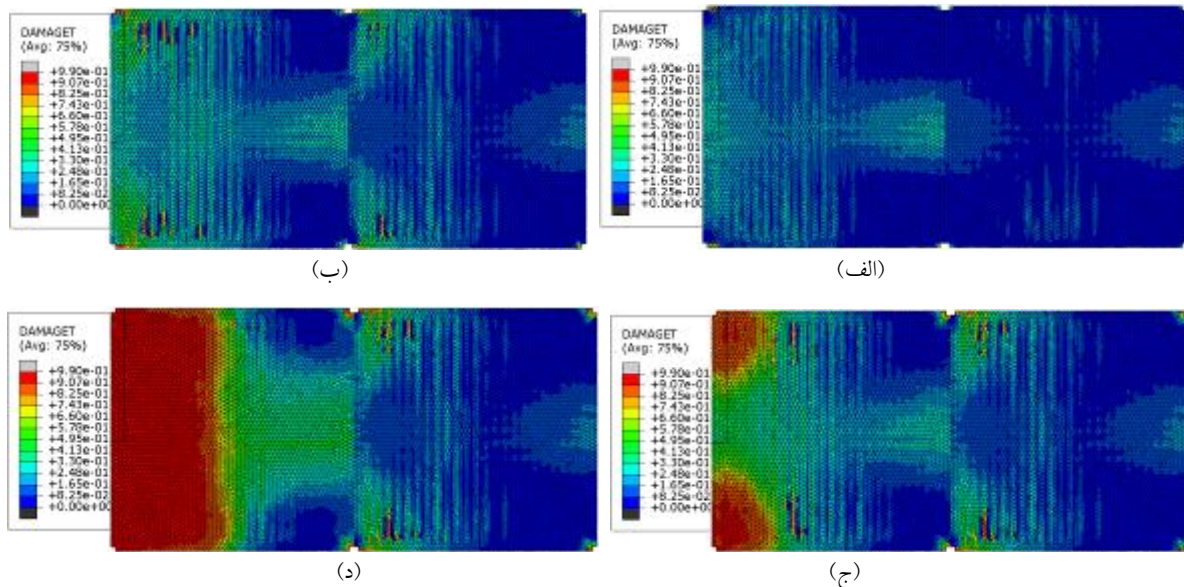 DAMAGET
(Avg: 75%)
+9.90e-01
+9.07e-01
+8.25e-01
+7.43e-01
+6.60e-01
+5.78e-01
+4.95e-01
+4.13e-01
+3.30e-01
+2.48e-01
+1.65e-01
+8.25e-02
+0.00e+00
(الف)
DAMAGET
(Avg: 75%)
+9.90e-01
+9.07e-01
+8.25e-01
+7.43e-01
+6.60e-01
+5.78e-01
+4.95e-01
+4.13e-01
+3.30e-01
+2.48e-01
+1.65e-01
+8.25e-02
+0.00e+00
(ب)
DAMAGET
(Avg: 75%)
+9.90e-01
+9.07e-01
+8.25e-01
+7.43e-01
+6.60e-01
+5.78e-01
+4.95e-01
+4.13e-01
+3.30e-01
+2.48e-01
+1.65e-01
+8.25e-02
+0.00e+00
(ج)
DAMAGET
(Avg: 75%)
+9.90e-01
+9.07e-01
+8.25e-01
+7.43e-01
+6.60e-01
+5.78e-01
+4.95e-01
+4.13e-01
+3.30e-01
+2.48e-01
+1.65e-01
+8.25e-02
+0.00e+00
(د)